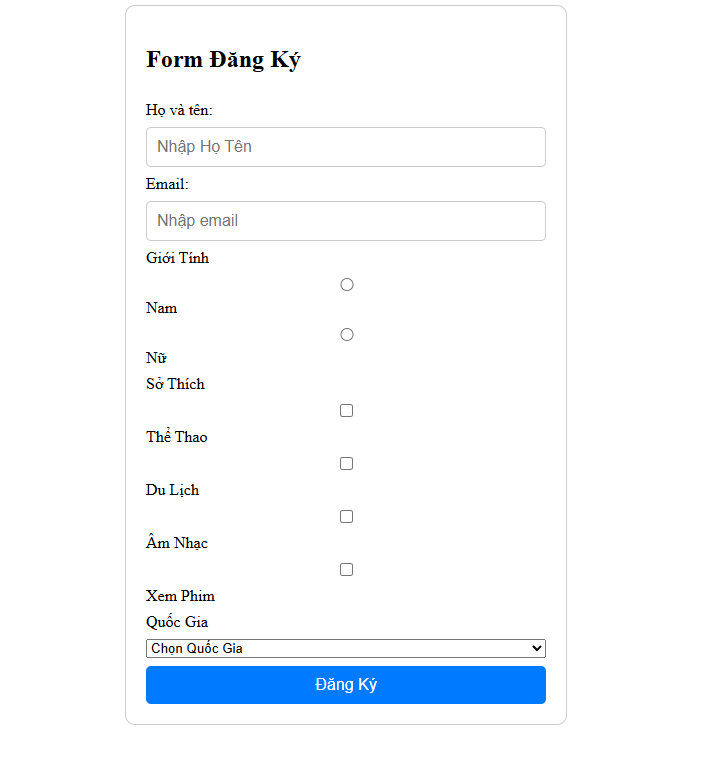 Form Đăng Ký
Họ và tên:
Nhập Họ Tên
Email:
Nhập email
Giới Tính
Nam
Nữ
Sở Thích
Thể Thao
Du Lịch
Âm Nhạc
Xem Phim
Quốc Gia
Chọn Quốc Gia
Đăng Ký